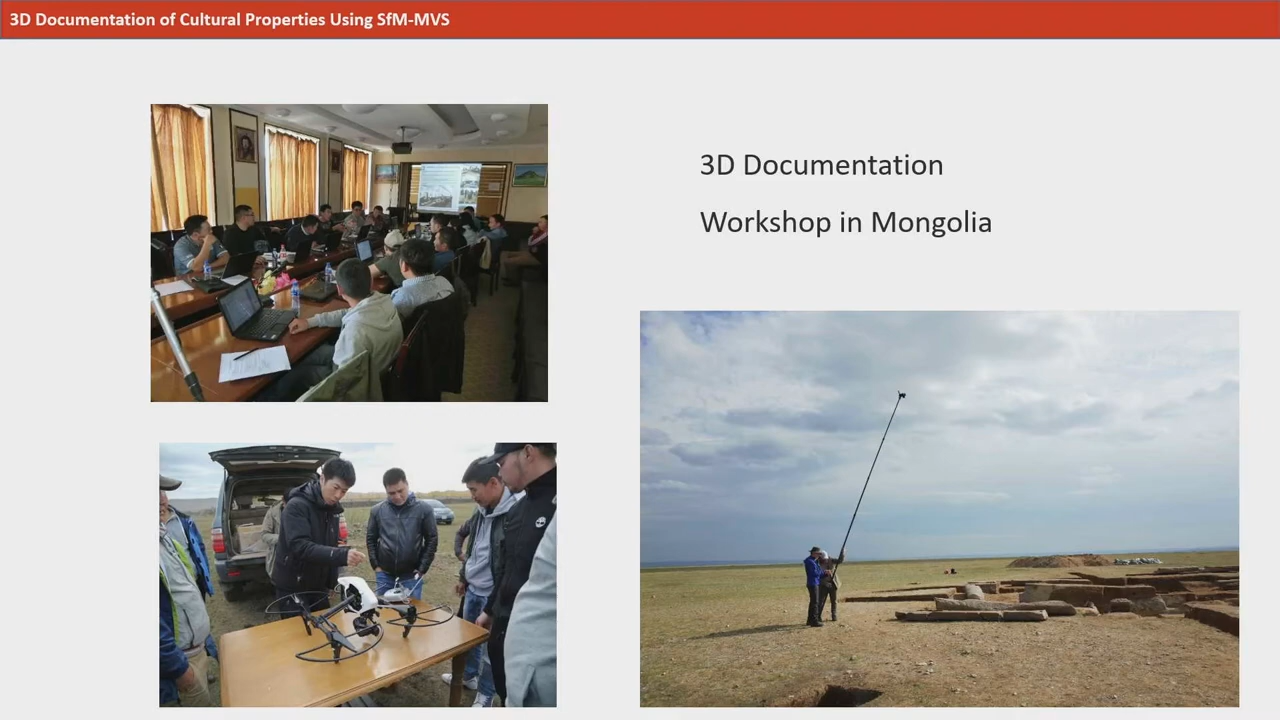 3D Documentation of Cultural Properties Using SfM-MVS
3D Documentation
Workshop in Mongolia